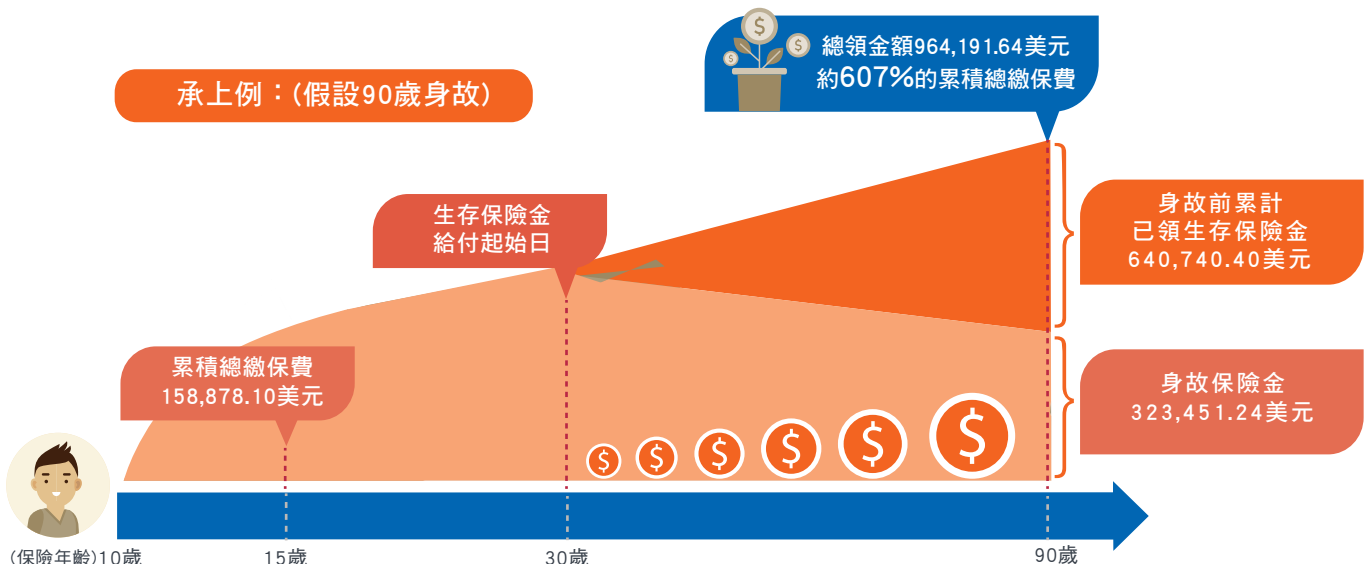 總領金額964,191.64美元
約607%的累積總繳保費
承上例：(假設90歲身故)
生存保險金
給付起始日
身故前累計
已領生存保險金
640,740.40美元
累積總繳保費
158,878.10美元
身故保險金
323,451.24美元
(保險年齡)10歲
15歲
30歲
90歲